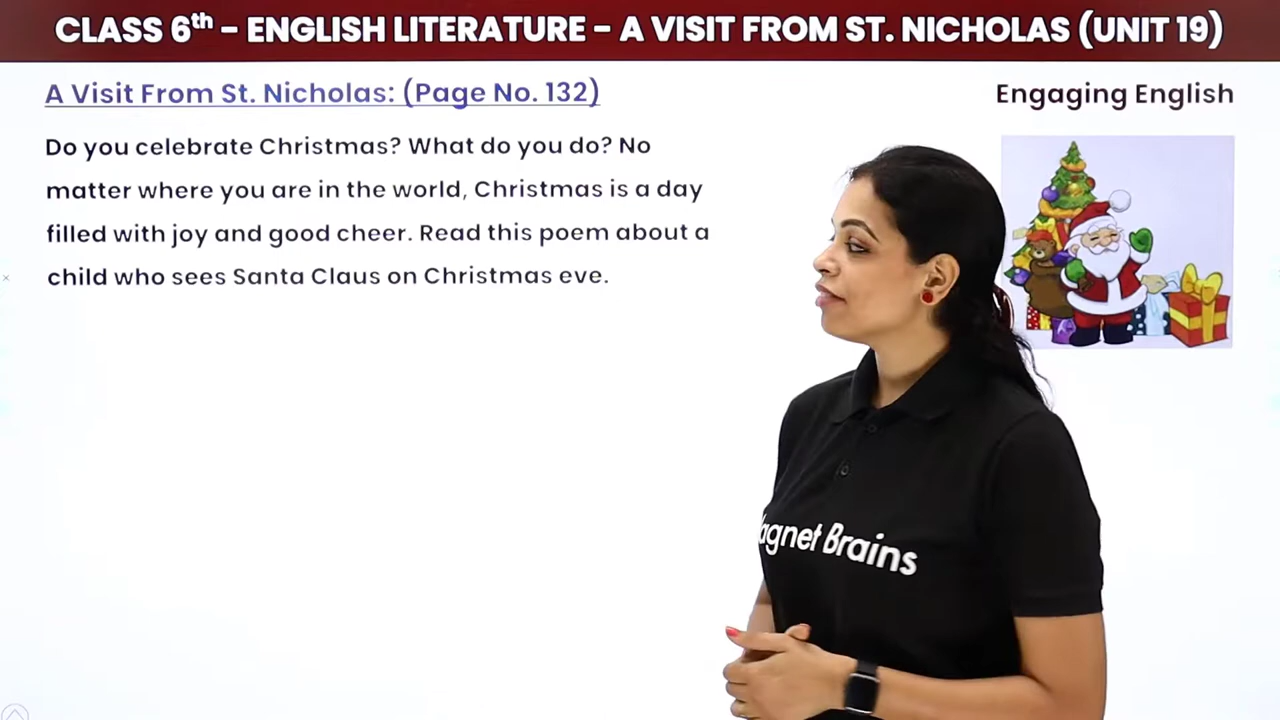 CLASS 6th – ENGLISH LITERATURE – A VISIT FROM ST. NICHOLAS (UNIT 19)
A Visit From St. Nicholas: (Page No. 132)
Engaging English
Do you celebrate Christmas? What do you do? No
matter where you are in the world, Christmas is a day
filled with joy and good cheer. Read this poem about a
child who sees Santa Claus on Christmas eve.
agnet Brains